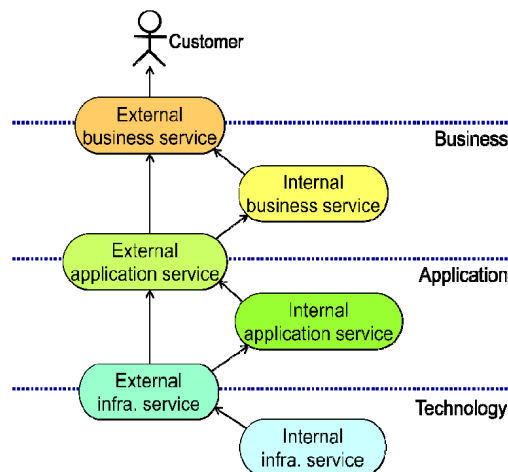 Customer
External
business service
Business
Internal
business service
External
application service
Application
Internal
application service
External
infra. service
Technology
Internal
infra. service